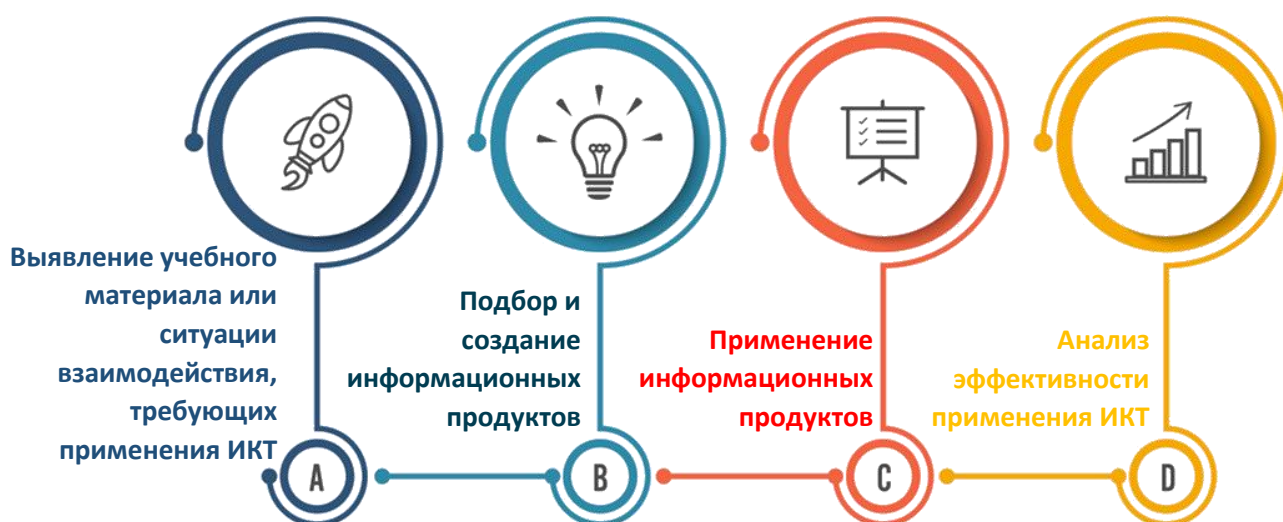 Выявление учебного
материала или
ситуации
взаимодействия,
требующих
применения ИКТ
A
Подбор и
создание
информационных
продуктов
B
Применение
информационных
продуктов
C
Анализ
эффективности
применения ИКТ
D